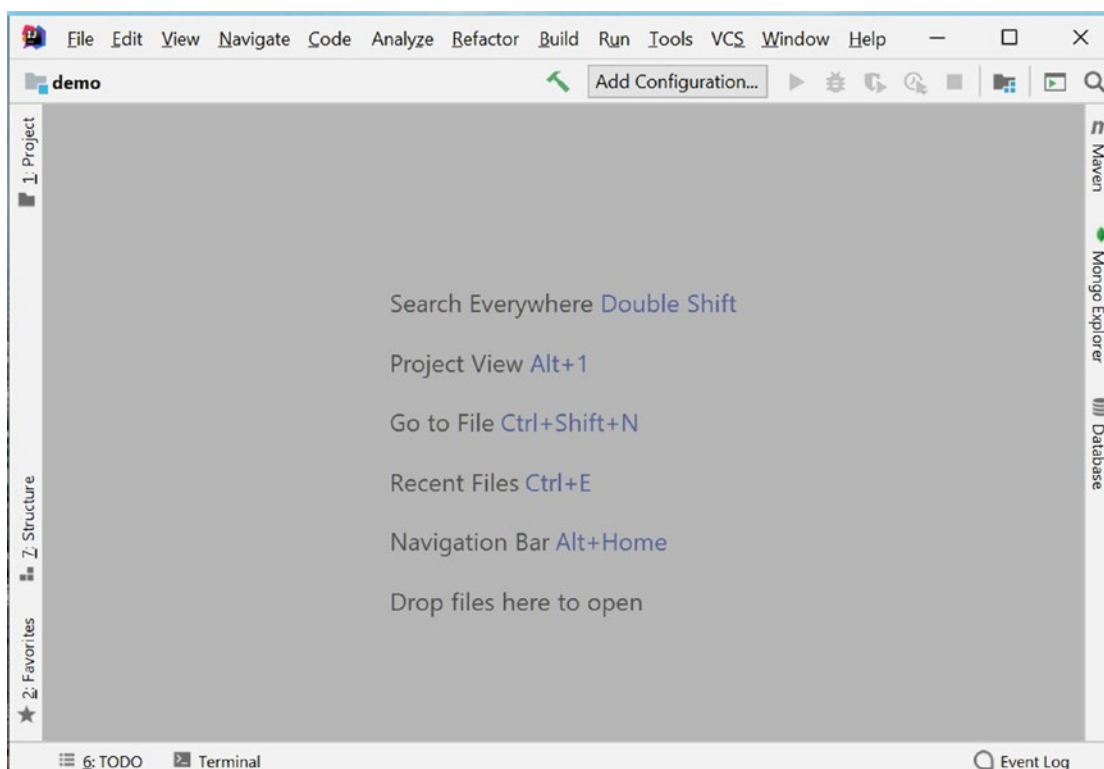 File Edit View Navigate Code Analyze Refactor Build Run Tools VCS Window Help
demo
Add Configuration...
1: Project
7: Structure
2: Favorites
Search Everywhere Double Shift
Project View Alt+1
Go to File Ctrl+Shift+N
Recent Files Ctrl+E
Navigation Bar Alt+Home
Drop files here to open
Maven
Mongo Explorer
Database
6: TODO
Terminal
Event Log